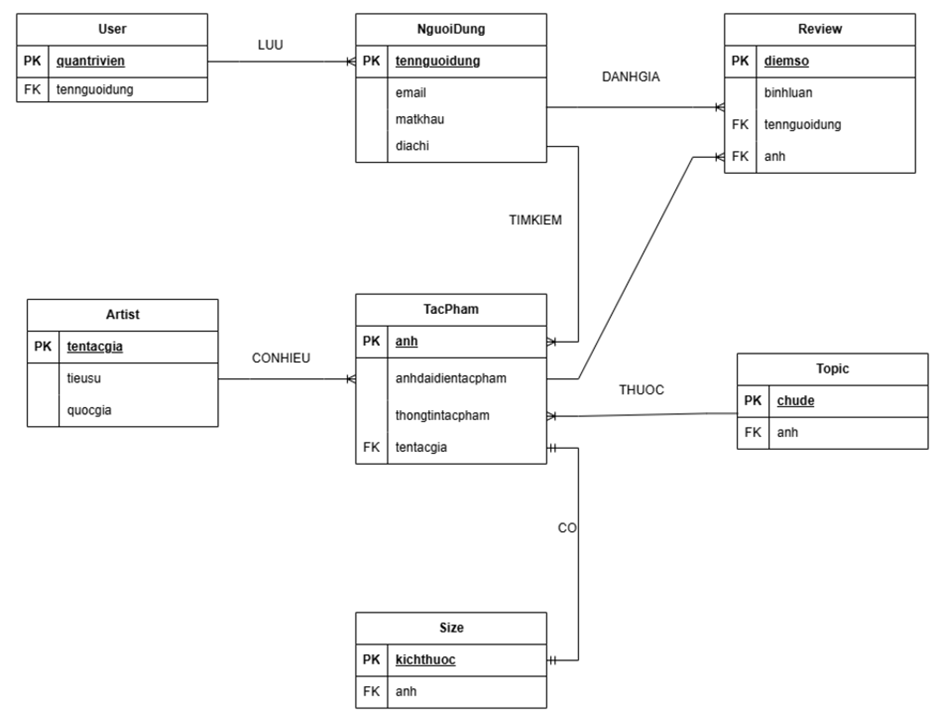 User
PK quantrivien
FK tennguoidung
LUU
NguoiDung
PK tennguoidung
email
matkhau
diachi
DANHGIA
Review
PK diemso
binhluan
FK tennguoidung
FK anh
TIMKIEM
Artist
PK tentacgia
tieusu
quocgia
CONHIEU
TacPham
PK anh
anhdaidientacpham
thongtintacpham
FK tentacgia
THUOC
Topic
PK chude
FK anh
CO
Size
PK kichthuoc
FK anh